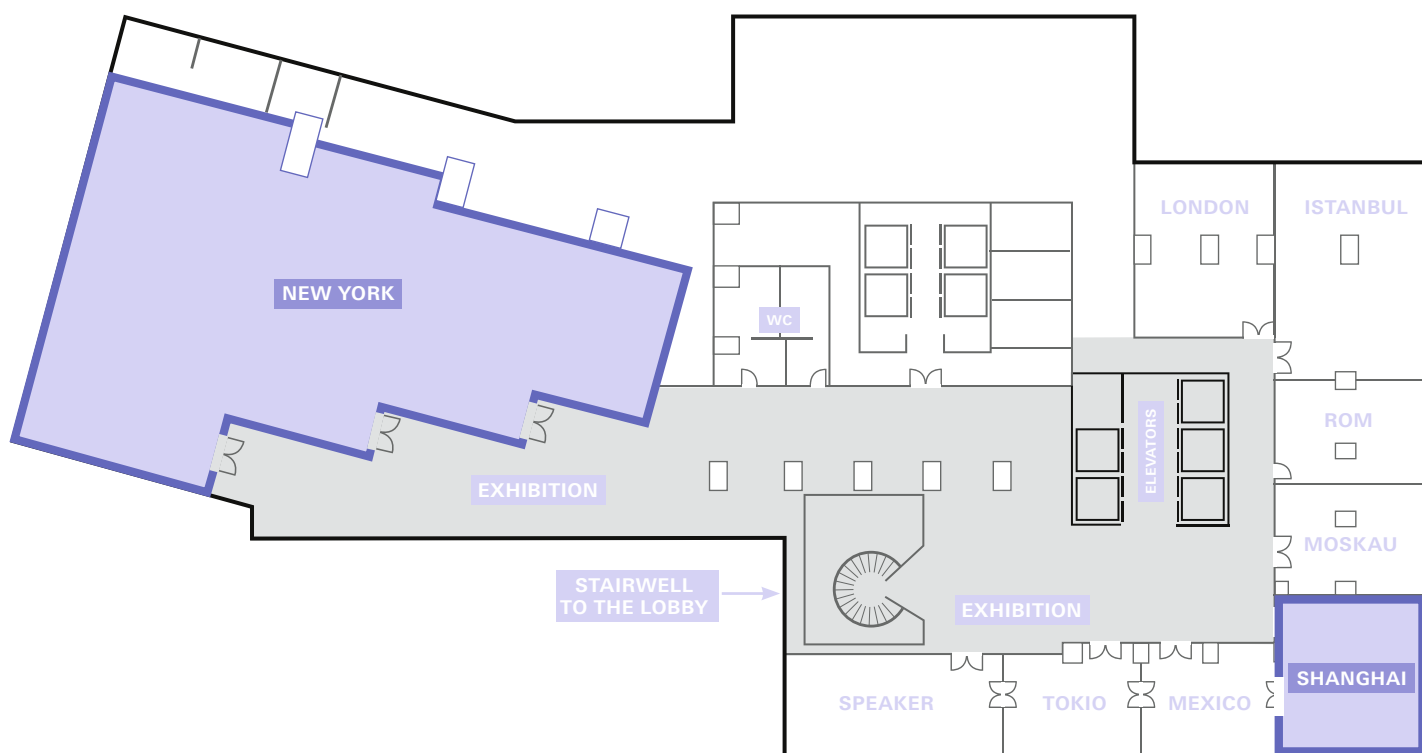 LONDON
ISTANBUL
NEW YORK
WC
ROM
ELEVATORS
EXHIBITION
MOSKAU
STAIRWELL
TO THE LOBBY
EXHIBITION
SHANGHAI
SPEAKER
TOKIO
MEXICO